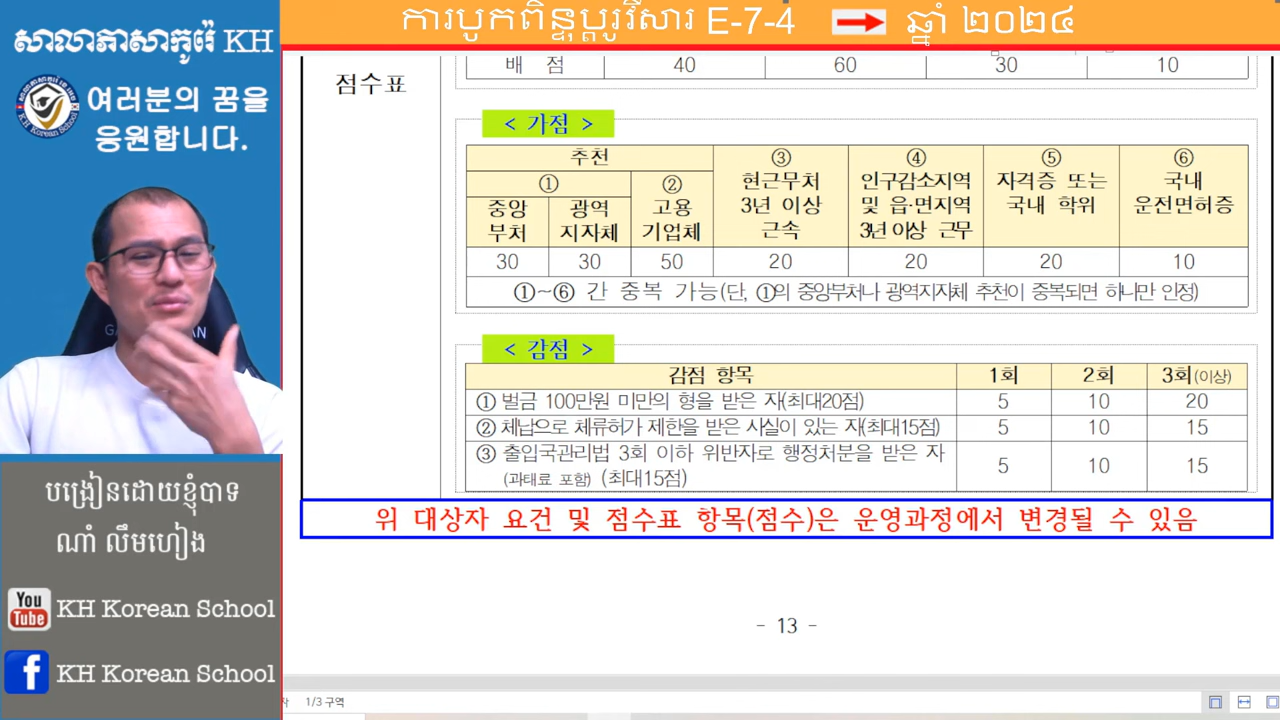 ការបូកពិន្ទុប្តូរវីសារ E-7-4 ឆ្នាំ ២០២៤
សាលាភាសាកូរ៉េ KH
여러분의 꿈을
응원합니다.
점수표
배 점 40 60 30 10
< 가점 >
추천
① ②
중앙
부처
광역
지자체
고용
기업체
③
현근무처
3년 이상
근속
④
인구감소지역
및 읍·면지역
3년 이상 근무
⑤
자격증 또는
국내 학위
⑥
국내
운전면허증
30 30 50 20 20 20 10
①~⑥ 간 중복 가능(단, ①의 중앙부처나 광역지자체 추천이 중복되면 하나만 인정)
< 감점 >
감점 항목 1회 2회 3회(이상)
① 벌금 100만원 미만의 형을 받은 자(최대20점) 5 10 20
② 체납으로 체류허가 제한을 받은 사실이 있는 자(최대15점) 5 10 15
③ 출입국관리법 3회 이하 위반자로 행정처분을 받은 자
(과태료 포함) (최대15점) 5 10 15
위 대상자 요건 및 점수표 항목(점수)은 운영과정에서 변경될 수 있음
- 13 -
1/3 구역
បង្រៀនដោយខ្ញុំបាទ
ណាំ លឹមហៀង
You
Tube
KH Korean School
KH Korean School